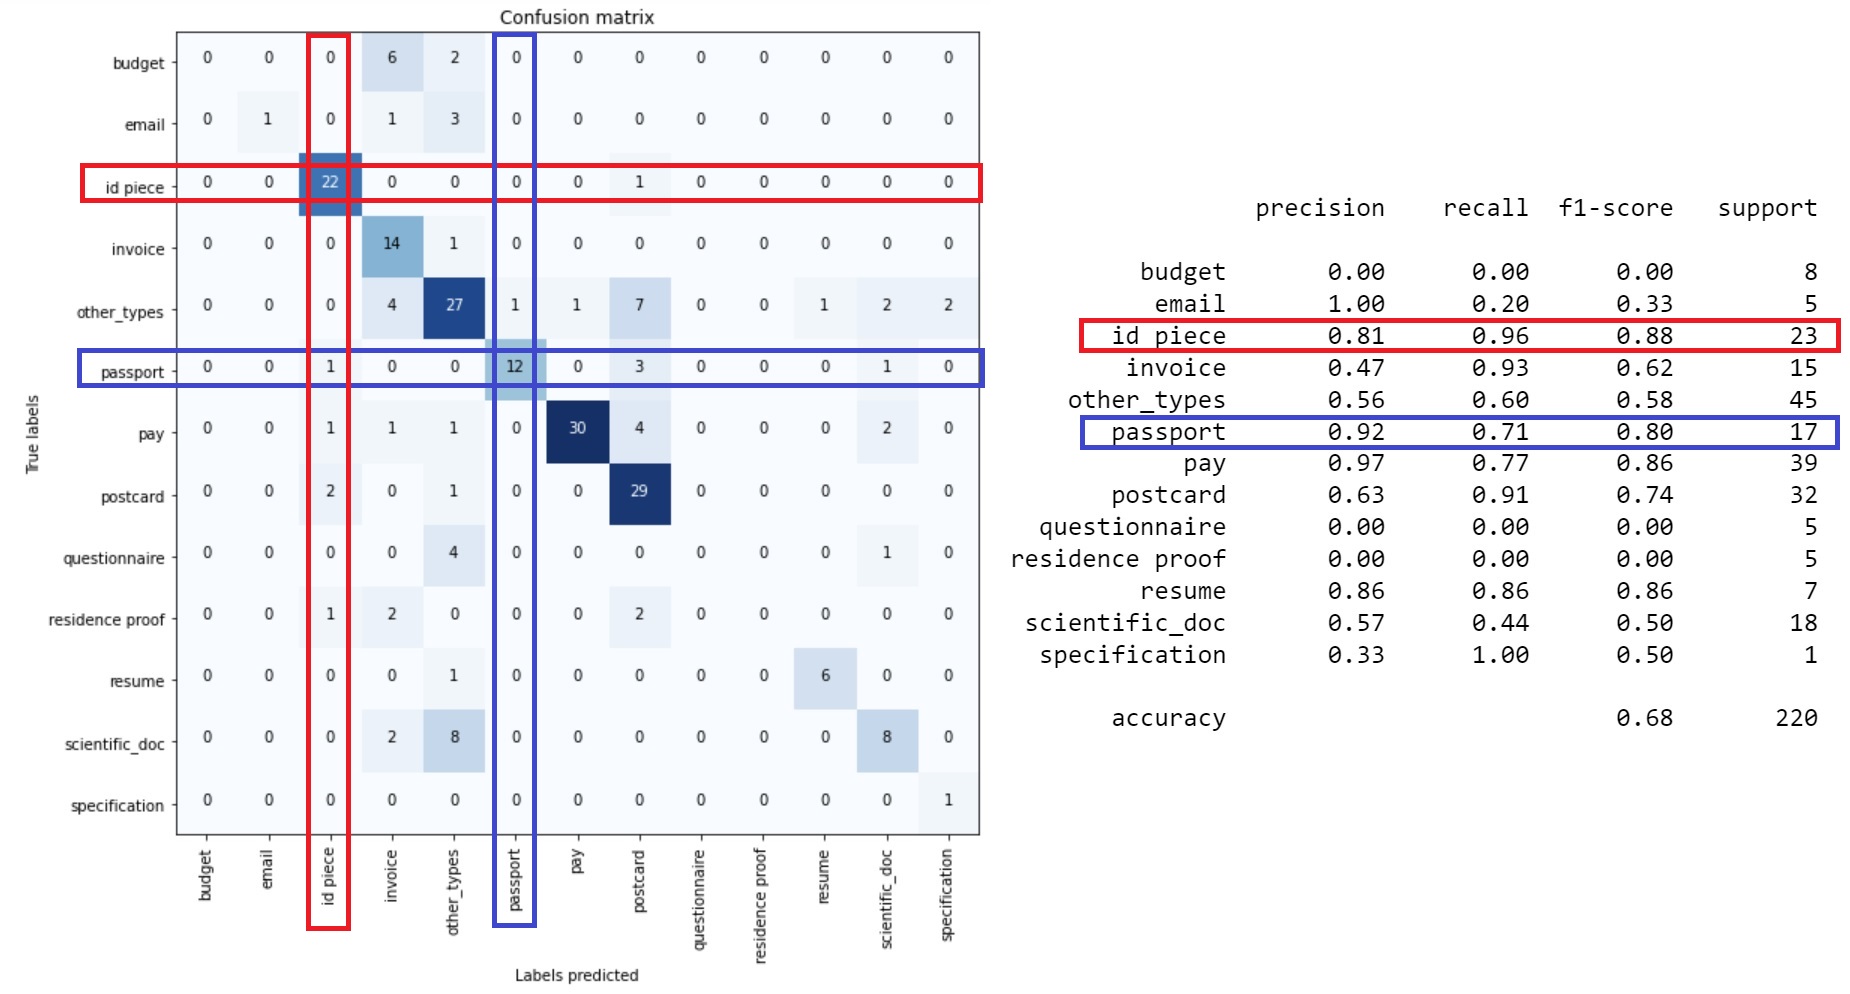 Confusion matrix
True labels
budget 0 0 0 6 2 0 0 0 0 0 0 0 0
email 0 1 0 1 3 0 0 0 0 0 0 0 0
id piece 0 0 22 0 0 0 0 1 0 0 0 0 0
invoice 0 0 0 14 1 0 0 0 0 0 0 0 0
other_types 0 0 0 4 27 1 1 7 0 0 1 2 2
passport 0 0 1 0 0 12 0 3 0 0 0 1 0
pay 0 0 1 1 1 0 30 4 0 0 0 2 0
postcard 0 0 2 0 1 0 0 29 0 0 0 0 0
questionnaire 0 0 0 0 4 0 0 0 0 0 0 1 0
residence proof 0 0 1 2 0 0 0 2 0 0 0 0 0
resume 0 0 0 0 1 0 0 0 0 0 6 0 0
scientific_doc 0 0 0 2 8 0 0 0 0 0 0 8 0
specification 0 0 0 0 0 0 0 0 0 0 0 0 1
budget email id piece invoice other_types passport pay postcard questionnaire residence proof resume scientific_doc specification
Labels predicted
precision recall f1-score support
budget 0.00 0.00 0.00 8
email 1.00 0.20 0.33 5
id piece 0.81 0.96 0.88 23
invoice 0.47 0.93 0.62 15
other_types 0.56 0.60 0.58 45
passport 0.92 0.71 0.80 17
pay 0.97 0.77 0.86 39
postcard 0.63 0.91 0.74 32
questionnaire 0.00 0.00 0.00 5
residence proof 0.00 0.00 0.00 5
resume 0.86 0.86 0.86 7
scientific_doc 0.57 0.44 0.50 18
specification 0.33 1.00 0.50 1
accuracy 0.68 220